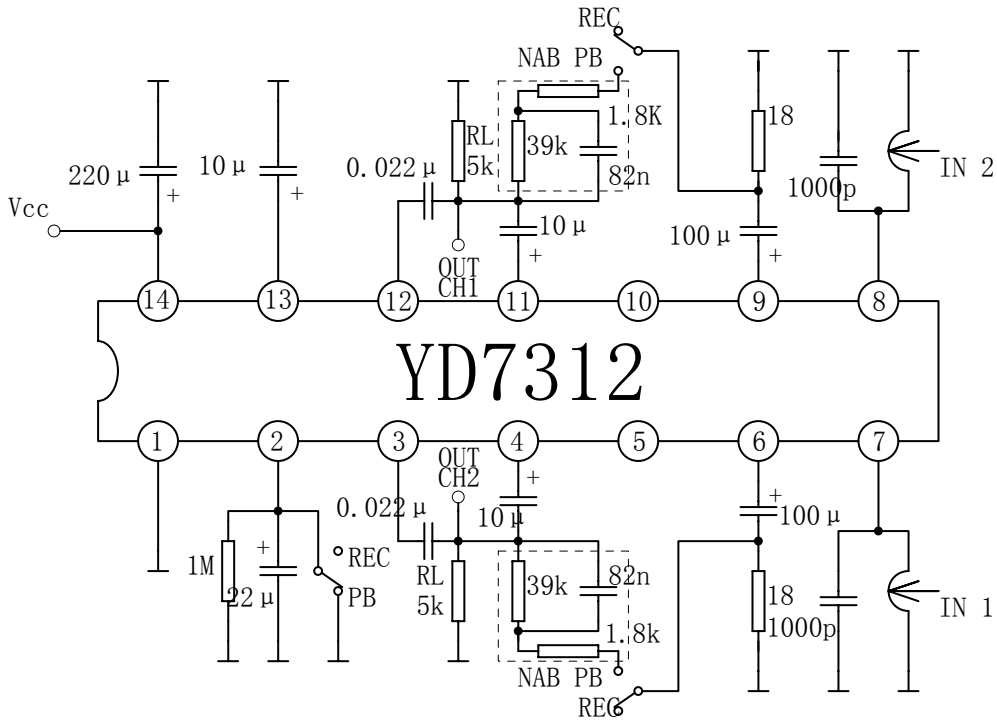 REC
NAB PB
1.8K
18
RL
5k
39k
82n
0.022μ
220μ
10μ
10μ
100μ
1000p
IN 2
Vcc
OUT
CH1
14
13
12
11
10
9
8
YD7312
1
2
3
4
5
6
7
OUT
CH2
0.022μ
10μ
100μ
1M
22μ
REC
PB
RL
5k
39k
82n
18
1000p
IN 1
1.8k
NAB PB
REC